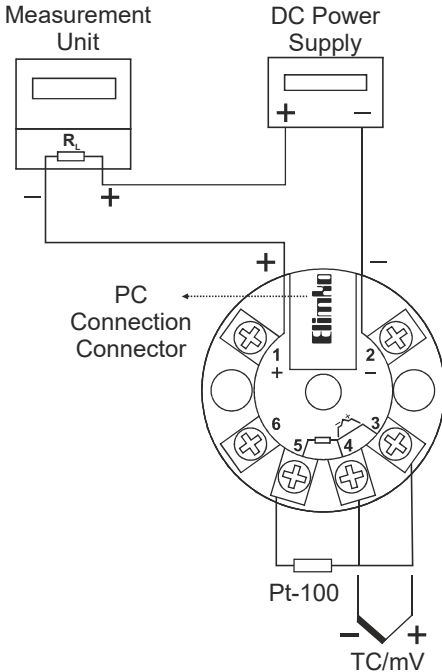 Measurement
Unit
DC Power
Supply
+ −
R_L
− +
+ −
Elimko
PC
Connection
Connector
1 2
+ −
6 3
5 4
+
Pt-100
− +
TC/mV